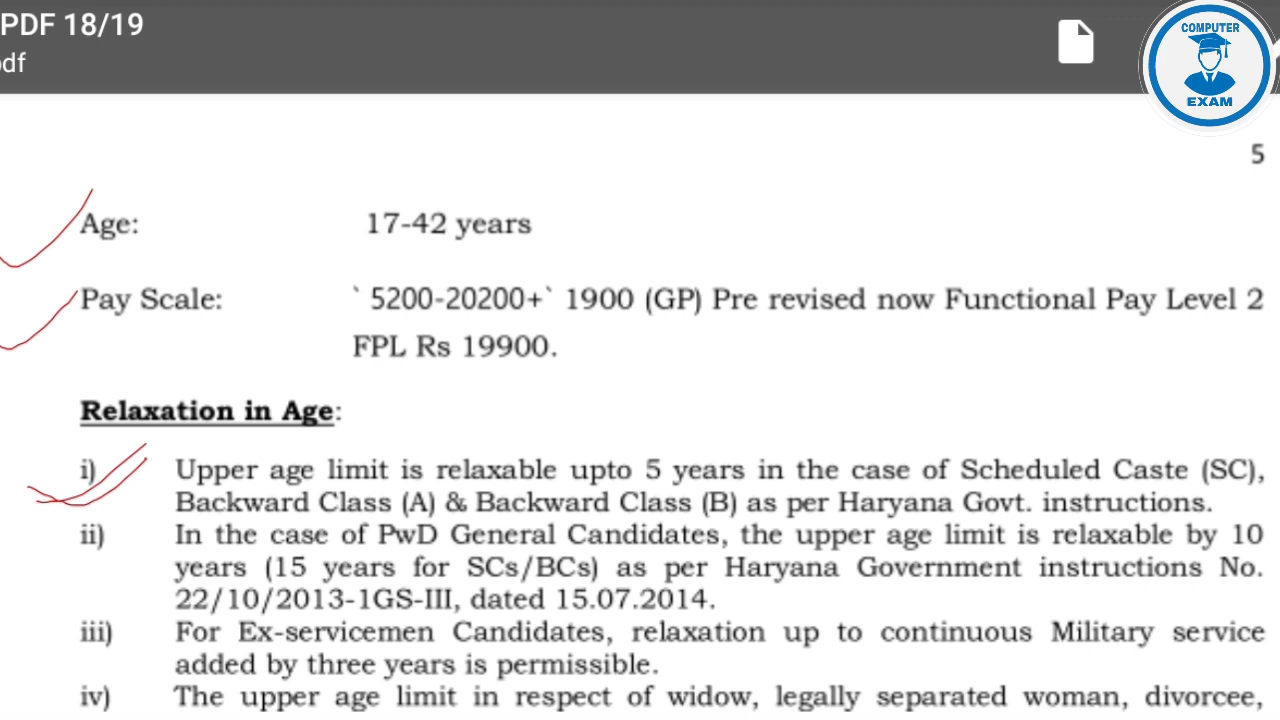 PDF 18/19
df
COMPUTER
EXAM
5
Age: 17-42 years
Pay Scale: ` 5200-20200+` 1900 (GP) Pre revised now Functional Pay Level 2
FPL Rs 19900.
Relaxation in Age:
i) Upper age limit is relaxable upto 5 years in the case of Scheduled Caste (SC),
Backward Class (A) & Backward Class (B) as per Haryana Govt. instructions.
ii) In the case of PwD General Candidates, the upper age limit is relaxable by 10
years (15 years for SCs/BCs) as per Haryana Government instructions No.
22/10/2013-1GS-III, dated 15.07.2014.
iii) For Ex-servicemen Candidates, relaxation up to continuous Military service
added by three years is permissible.
iv) The upper age limit in respect of widow, legally separated woman, divorcee,